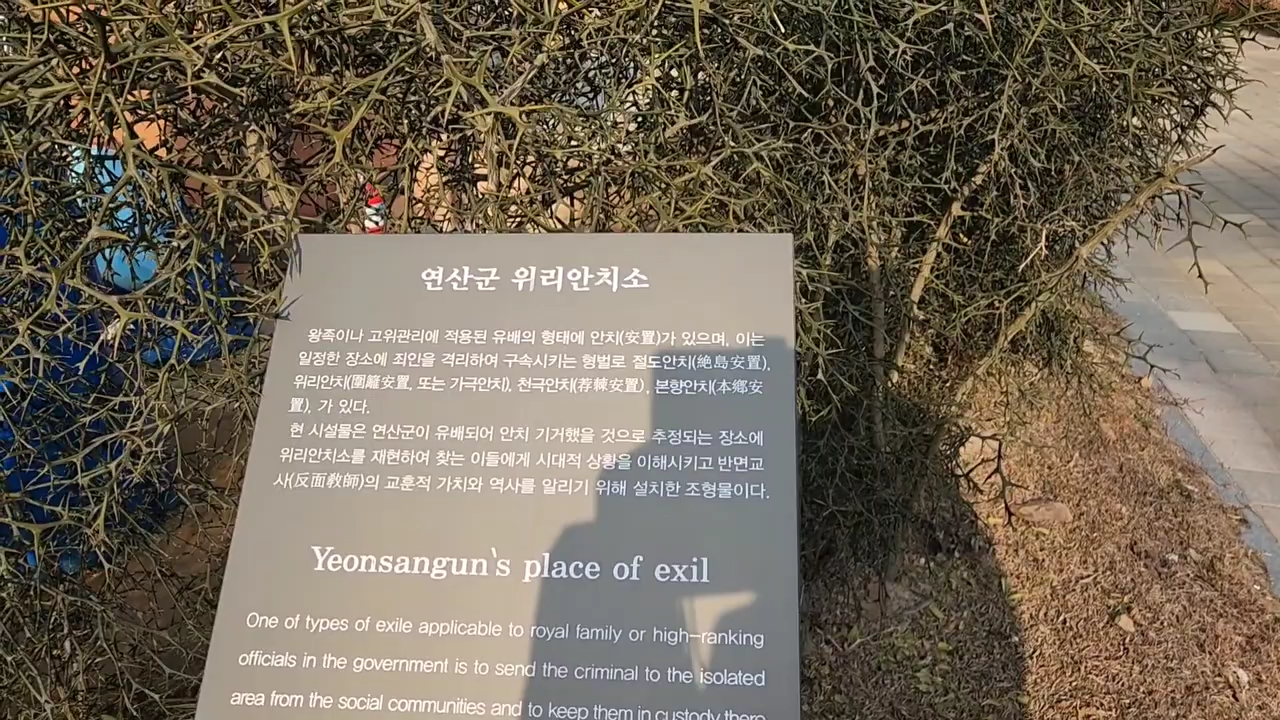 연산군 위리안치소
왕족이나 고위관리에 적용된 유배의 형태에 안치(安置)가 있으며, 이는
일정한 장소에 죄인을 격리하여 구속시키는 형벌로 절도안치(絶島安置),
위리안치(圍籬安置, 또는 가극안치), 천극안치(荐棘安置), 본향안치(本鄕安
置), 가 있다.
현 시설물은 연산군이 유배되어 안치 기거했을 것으로 추정되는 장소에
위리안치소를 재현하여 찾는 이들에게 시대적 상황을 이해시키고 반면교
사(反面敎師)의 교훈적 가치와 역사를 알리기 위해 설치한 조형물이다.
Yeonsangun's place of exil
One of types of exile applicable to royal family or high-ranking
officials in the government is to send the criminal to the isolated
area from the social communities and to keep them in custody there